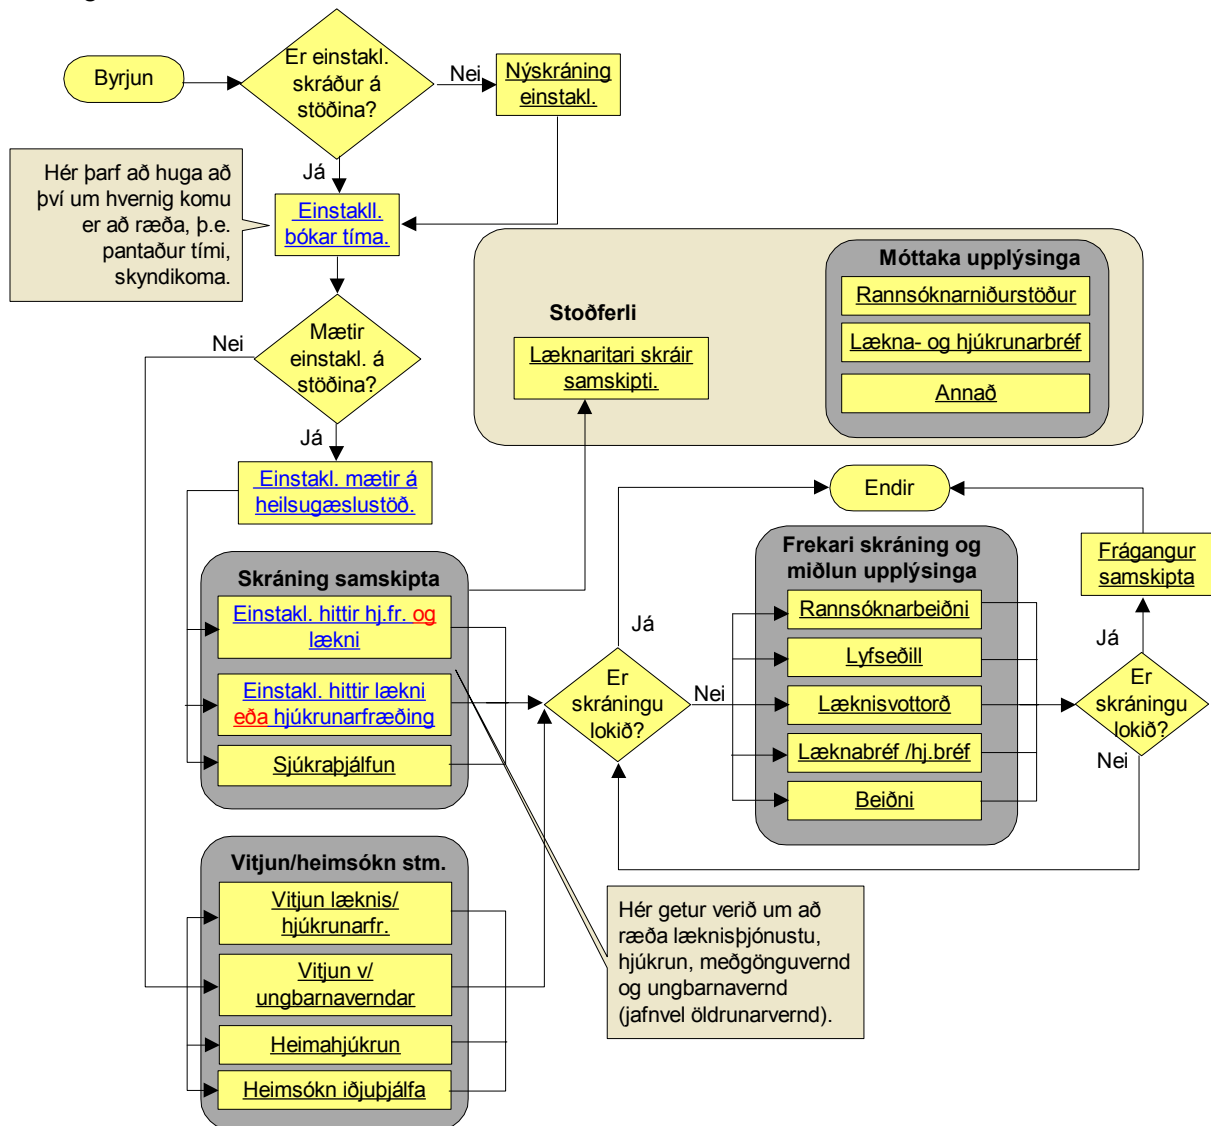 Byrjun
Er einstakl.
skráður á
stöðina?
Nei
Nýskráning
einstakl.
Já
Hér þarf að huga að
því um hvernig komu
er að ræða, þ.e.
pantaður tími,
skyndikoma.
Einstakll.
bókar tíma.
Mætir
einstakl. á
stöðina?
Nei
Já
Einstakl. mætir á
heilsugæslustöð.
Stoðferli
Læknaritari skráir
samskipti.
Móttaka upplýsinga
Rannsóknarniðurstöður
Lækna- og hjúkrunarbréf
Annað
Endir
Skráning samskipta
Einstakl. hittir hj.fr. og
lækni
Einstakl. hittir lækni
eða hjúkrunarfræðing
Sjúkraþjálfun
Já
Er
skráningu
lokið?
Nei
Frekari skráning og
miðlun upplýsinga
Rannsóknarbeiðni
Lyfseðill
Læknisvottorð
Læknabréf /hj.bréf
Beiðni
Frágangur
samskipta
Já
Er
skráningu
lokið?
Nei
Vitjun/heimsókn stm.
Vitjun læknis/
hjúkrunarfr.
Vitjun v/
ungbarnaverndar
Heimahjúkrun
Heimsókn iðjuþjálfa
Hér getur verið um að
ræða læknisþjónustu,
hjúkrun, meðgönguvernd
og ungbarnavernd
(jafnvel öldrunarvernd).